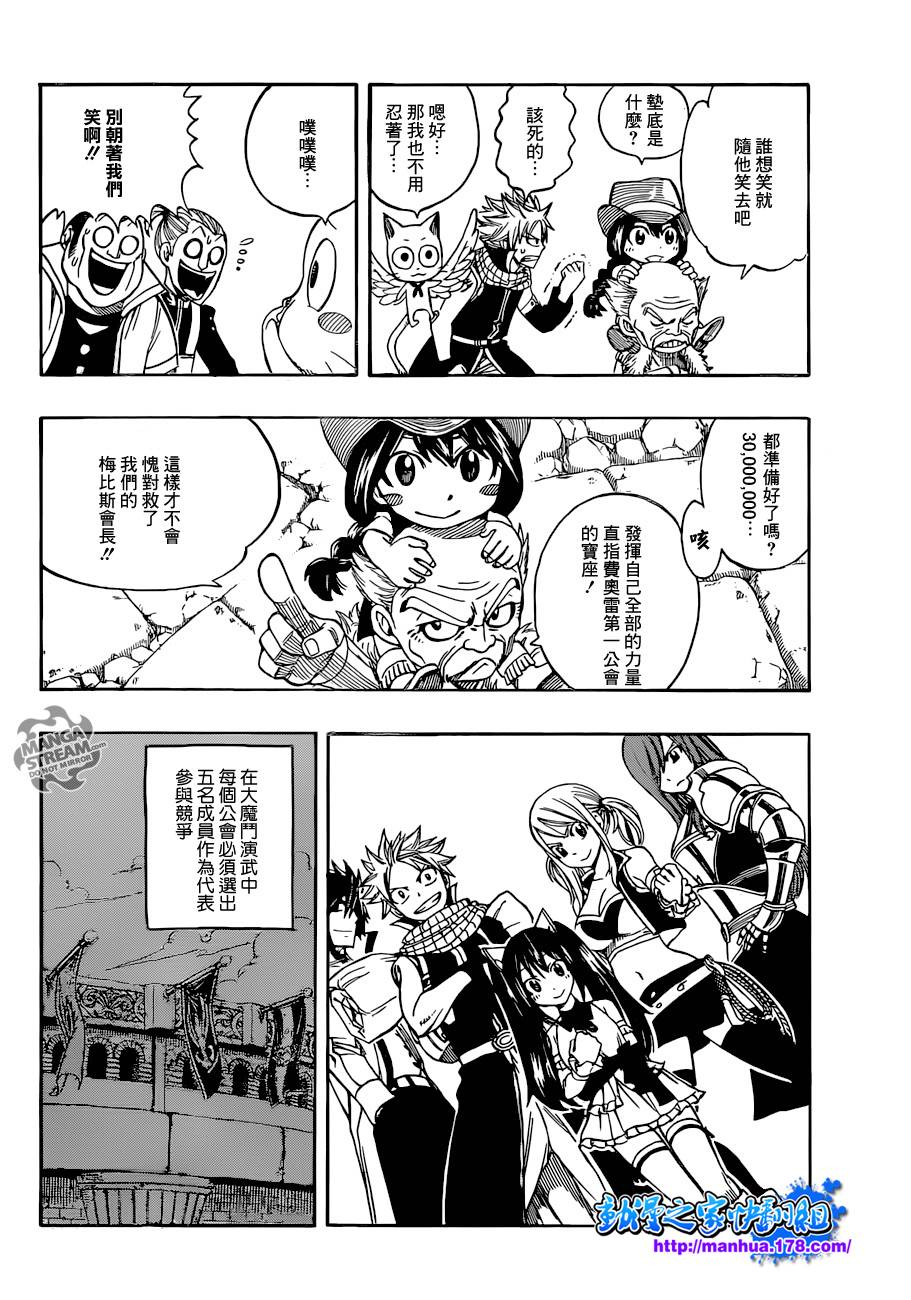 誰想笑就
隨他笑去吧
墊底是
什麼?
該死的…
嗯好…
那我也不用
忍著了…
噗噗噗…
別朝著我們
笑啊!!
都準備好了嗎?
30,000,000…
咳
發揮自己全部的力量
直指費奧雷第一公會
的寶座!
這樣才不會
愧對救了
我們的
梅比斯會長!!
在大魔鬥演武中
每個公會必須選出
五名成員作為代表
參與競爭
MANGA
STREAM.COM
DO NOT MIRROR
動漫之家快翻組
http://manhua.178.com/